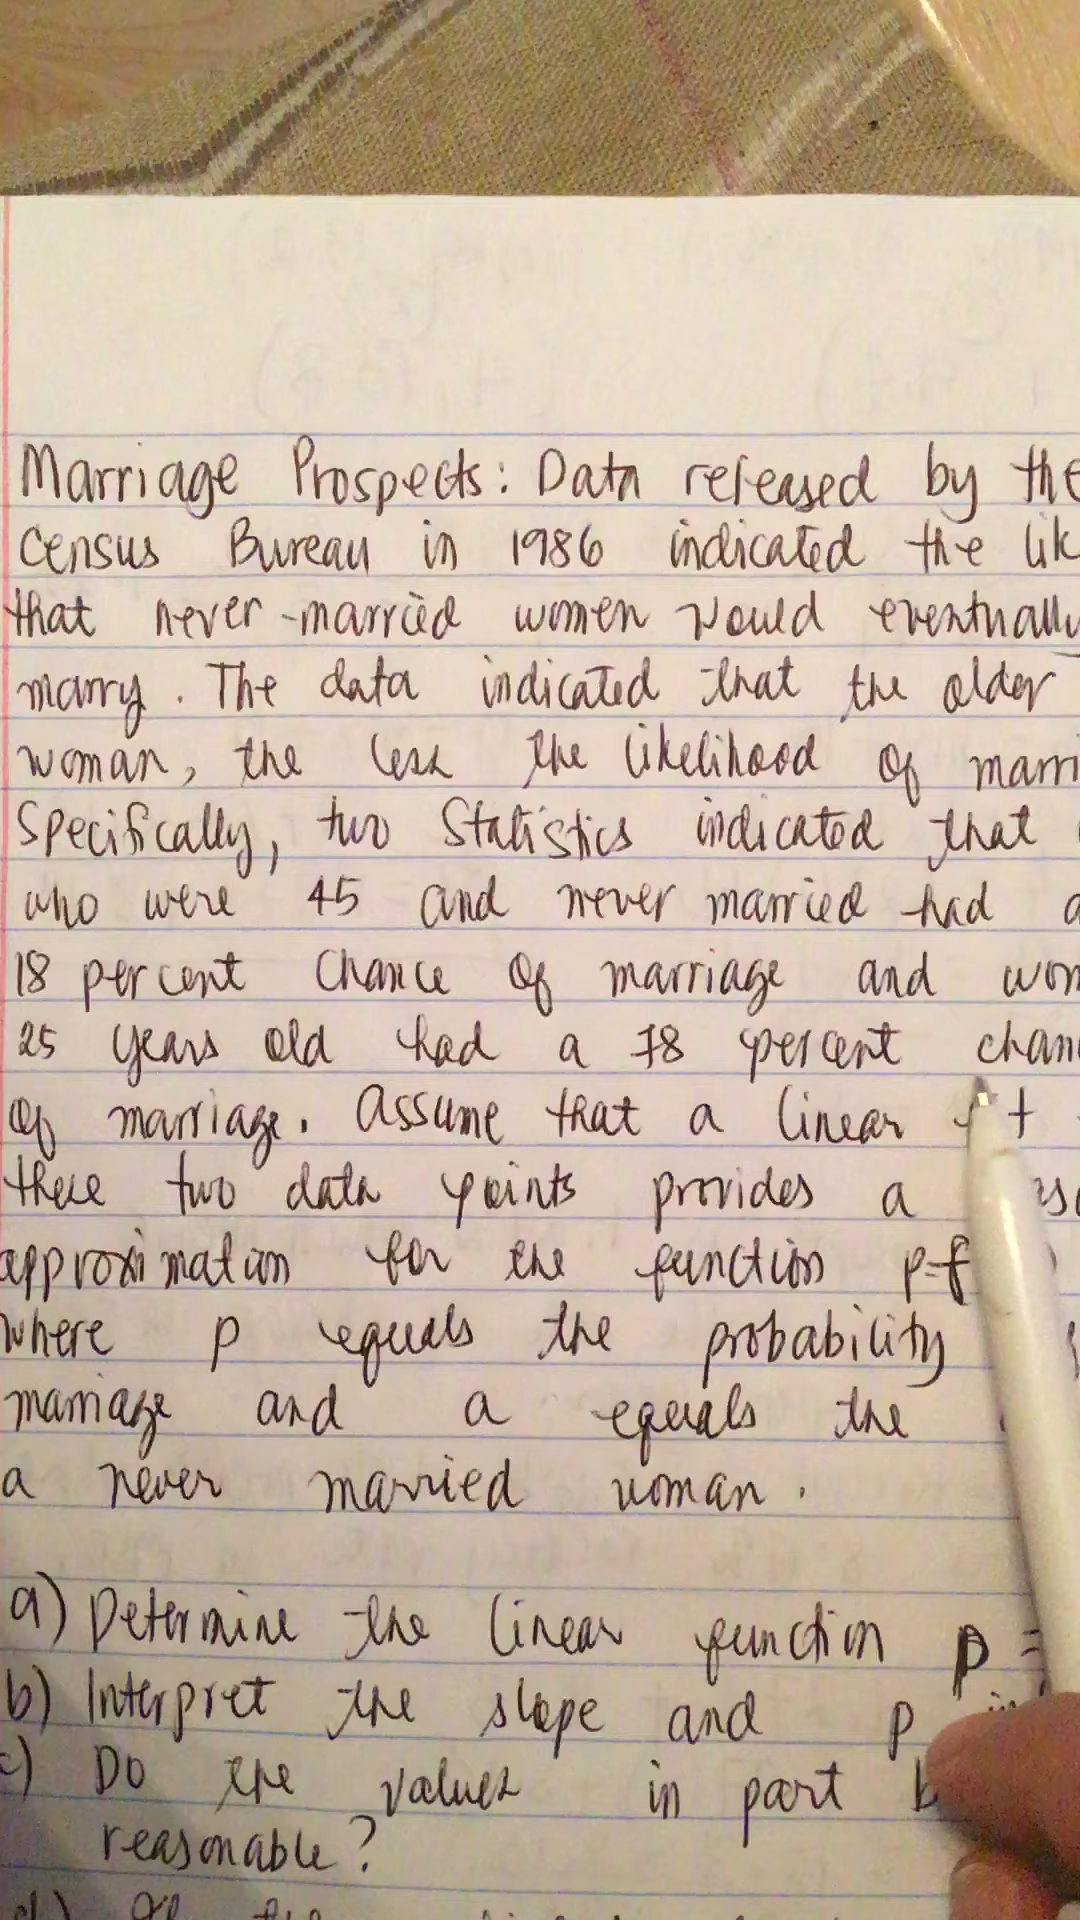 Marriage Prospects: Data released by the
Census Bureau in 1986 indicated the lik
that never-married women would eventually
marry. The data indicated that the older
woman, the less the likelihood of marri
Specifically, two Statistics indicated that
who were 45 and never married had a
18 percent Chance of marriage and wom
25 years old had a 78 percent chan
of marriage. Assume that a linear
these two data points provides a
approximation for the function p=f
where p equals the probability
marriage and a equals the
a never married woman.
a) Determine the linear function p =
b) Interpret the slope and p
c) Do the values in part b
reasonable?